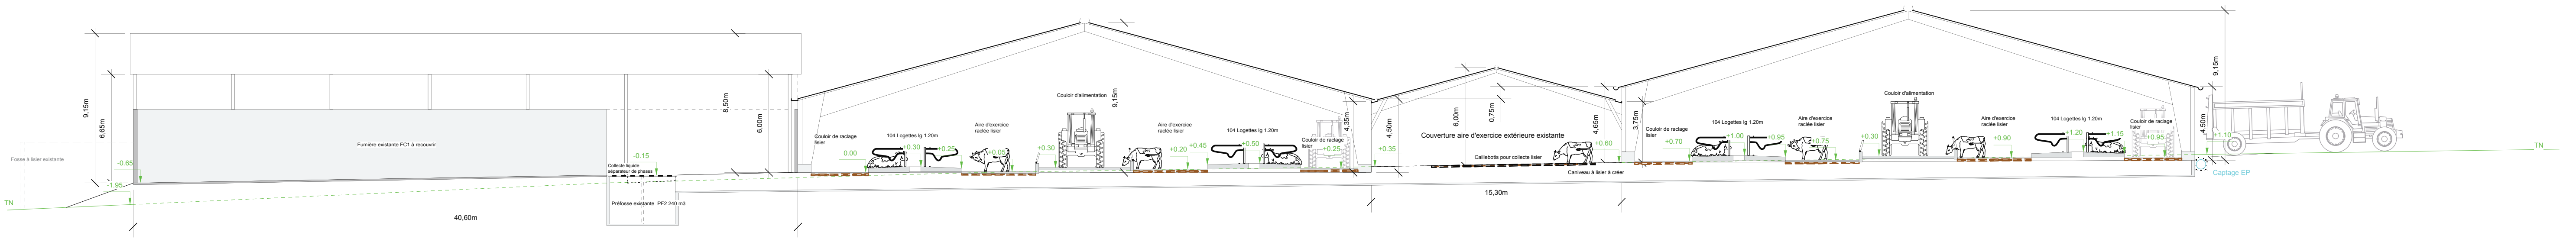 9,15m
6,65m
Fosse à lisier existante
-0.65
-1.95
TN
Fumière existante FC1 à recouvrir
40,60m
-0.15
Collecte liquide
séparateur de phases
Préfosse existante PF2 240 m3
8,50m
6,00m
Couloir de raclage
lisier
0.00
104 Logettes lg 1.20m
+0.30
+0.25
Aire d'exercice
raclée lisier
+0.05
+0.30
Couloir d'alimentation
9,15m
Aire d'exercice
raclée lisier
+0.20
+0.45
104 Logettes lg 1.20m
+0.50
Couloir de raclage
lisier
+0.25
4,35m
+0.35
4,50m
6,00m
0,75m
Couverture aire d'exercice extérieure existante
Caillebotis pour collecte lisier
Caniveau à lisier à créer
15,30m
4,65m
+0.60
3,75m
Couloir de raclage
lisier
+0.70
104 Logettes lg 1.20m
+1.00
+0.95
Aire d'exercice
raclée lisier
+0.75
+0.30
Couloir d'alimentation
Aire d'exercice
raclée lisier
+0.90
104 Logettes lg 1.20m
+1.20
+1.15
Couloir de raclage
lisier
+0.95
4,50m
9,15m
+1.10
Captage EP
TN